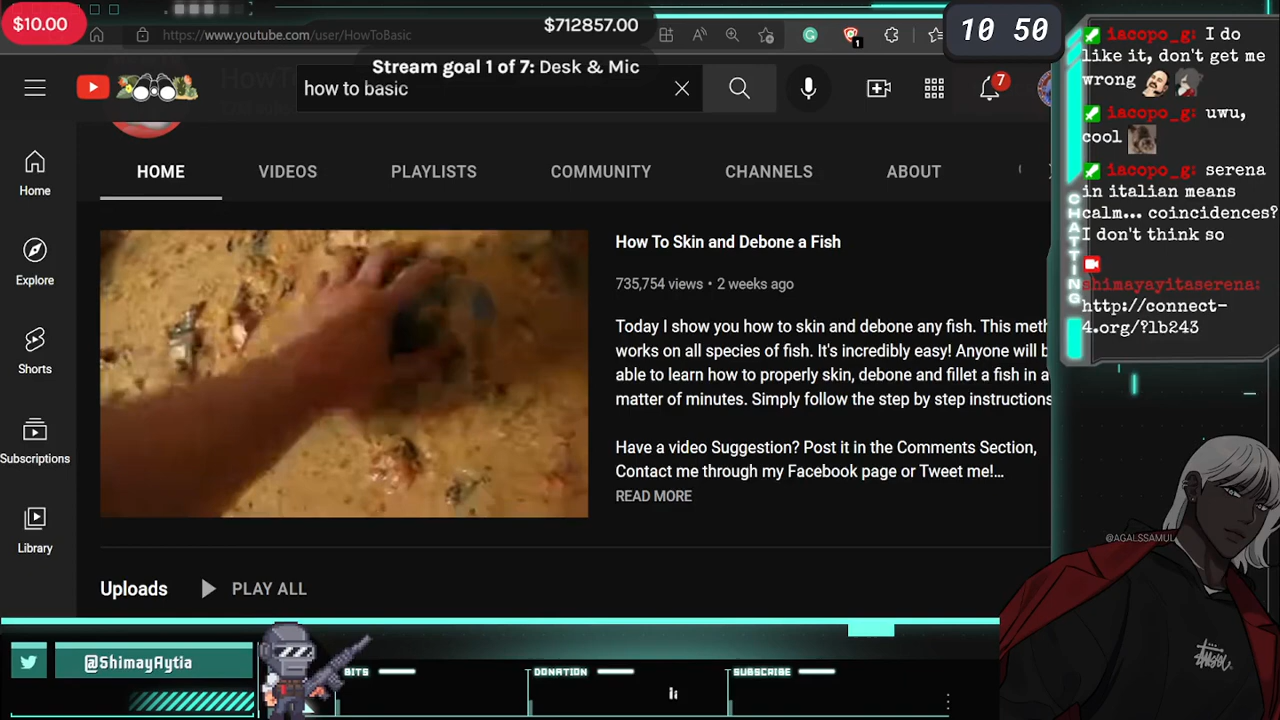 $10.00
$712857.00
10 50
https://www.youtube.com/user/HowToBasic
1
Stream goal 1 of 7: Desk & Mic
how to basic
7
HOME
VIDEOS
PLAYLISTS
COMMUNITY
CHANNELS
ABOUT
Home
Explore
Shorts
Subscriptions
Library
How To Skin and Debone a Fish
735,754 views • 2 weeks ago
Today I show you how to skin and debone any fish. This meth
works on all species of fish. It's incredibly easy! Anyone will b
able to learn how to properly skin, debone and fillet a fish in a
matter of minutes. Simply follow the step by step instructions
Have a video Suggestion? Post it in the Comments Section,
Contact me through my Facebook page or Tweet me!...
READ MORE
Uploads
PLAY ALL
iacopo_g: I do
like it, don't get me
wrong
iacopo_g: uwu,
cool
iacopo_g: serena
in italian means
calm... coincidences?
I don't think so
shimayayitaserena:
http://connect-
4.org/?lb243
CHATTING
@AGALSSAMUL
@ShimayAytia
BITS
DONATION
SUBSCRIBE